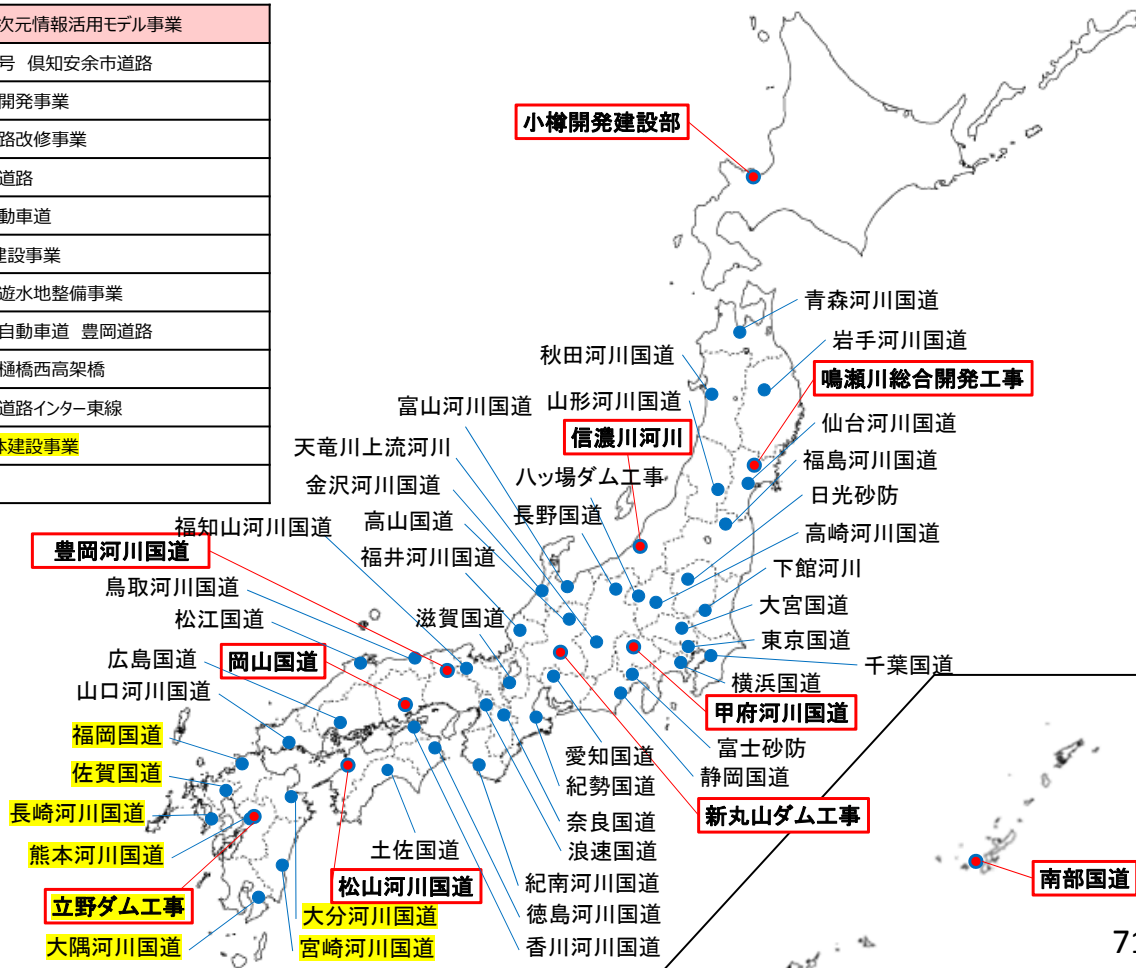 次元情報活用モデル事業
号 倶知安余市道路
開発事業
路改修事業
道路
動車道
建設事業
遊水地整備事業
自動車道 豊岡道路
樋橋西高架橋
道路インター東線
体建設事業
小樽開発建設部
青森河川国道
岩手河川国道
秋田河川国道
鳴瀬川総合開発工事
富山河川国道
山形河川国道
仙台河川国道
信濃川河川
天竜川上流河川
福島河川国道
八ッ場ダム工事
金沢河川国道
日光砂防
長野国道
高山国道
福知山河川国道
高崎河川国道
豊岡河川国道
福井河川国道
下館河川
鳥取河川国道
大宮国道
松江国道
滋賀国道
東京国道
広島国道
岡山国道
千葉国道
横浜国道
山口河川国道
甲府河川国道
福岡国道
富士砂防
愛知国道
佐賀国道
静岡国道
紀勢国道
長崎河川国道
新丸山ダム工事
奈良国道
熊本河川国道
土佐国道
浪速国道
南部国道
松山河川国道
紀南河川国道
立野ダム工事
大分河川国道
徳島河川国道
大隅河川国道
宮崎河川国道
香川河川国道
71